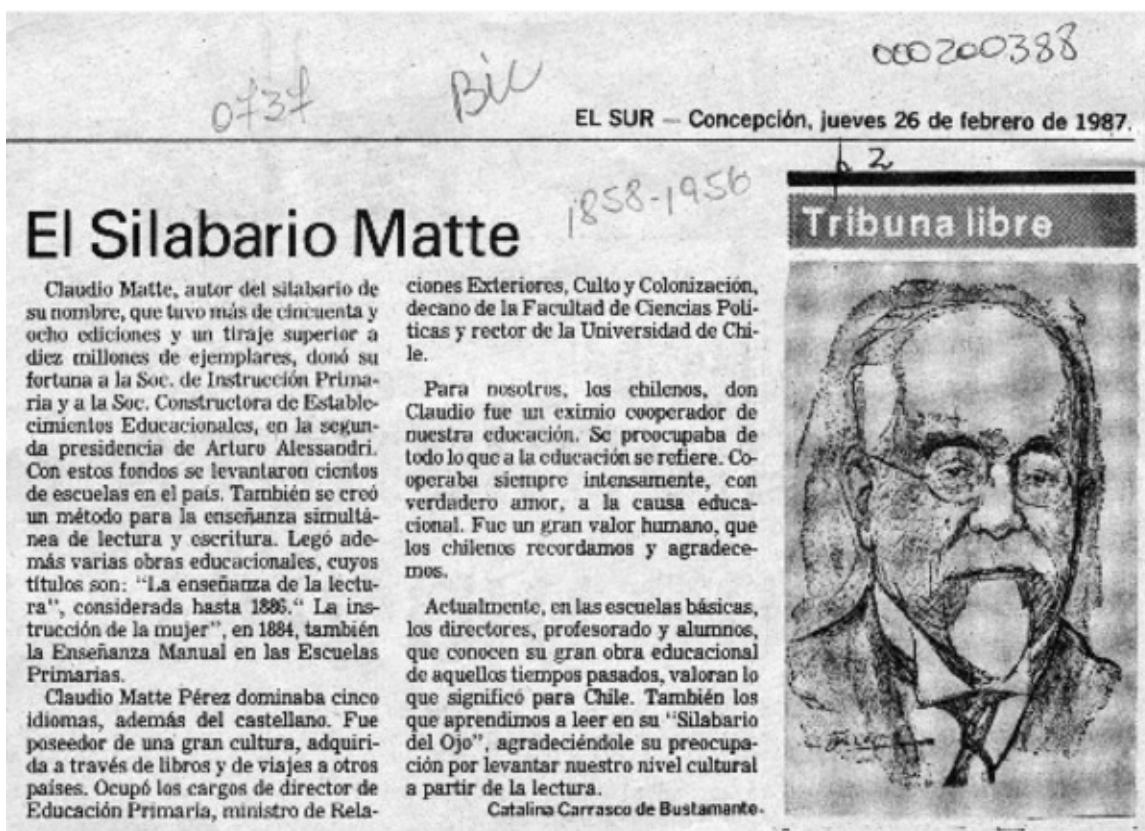 000200388
0737
Bic
EL SUR — Concepción, jueves 26 de febrero de 1987.
p 2
1858-1956
El Silabario Matte
Tribuna libre
Claudio Matte, autor del silabario de
su nombre, que tuvo más de cincuenta y
ocho ediciones y un tiraje superior a
diez millones de ejemplares, donó su
fortuna a la Soc. de Instrucción Prima-
ria y a la Soc. Constructora de Estable-
cimientos Educacionales, en la segun-
da presidencia de Arturo Alessandri.
Con estos fondos se levantaron cientos
de escuelas en el país. También se creó
un método para la enseñanza simultá-
nea de lectura y escritura. Legó ade-
más varias obras educacionales, cuyos
títulos son: “La enseñanza de la lectu-
ra”, considerada hasta 1886.“ La ins-
trucción de la mujer”, en 1884, también
la Enseñanza Manual en las Escuelas
Primarias.
Claudio Matte Pérez dominaba cinco
idiomas, además del castellano. Fue
poseedor de una gran cultura, adquiri-
da a través de libros y de viajes a otros
países. Ocupó los cargos de director de
Educación Primaria, ministro de Rela-
ciones Exteriores, Culto y Colonización,
decano de la Facultad de Ciencias Polí-
ticas y rector de la Universidad de Chi-
le.
Para nosotros, los chilenos, don
Claudio fue un eximio cooperador de
nuestra educación. Se preocupaba de
todo lo que a la educación se refiere. Co-
operaba siempre intensamente, con
verdadero amor, a la causa educa-
cional. Fue un gran valor humano, que
los chilenos recordamos y agradece-
mos.
Actualmente, en las escuelas básicas,
los directores, profesorado y alumnos,
que conocen su gran obra educacional
de aquellos tiempos pasados, valoran lo
que significó para Chile. También los
que aprendimos a leer en su “Silabario
del Ojo”, agradeciéndole su preocupa-
ción por levantar nuestro nivel cultural
a partir de la lectura.
Catalina Carrasco de Bustamante.